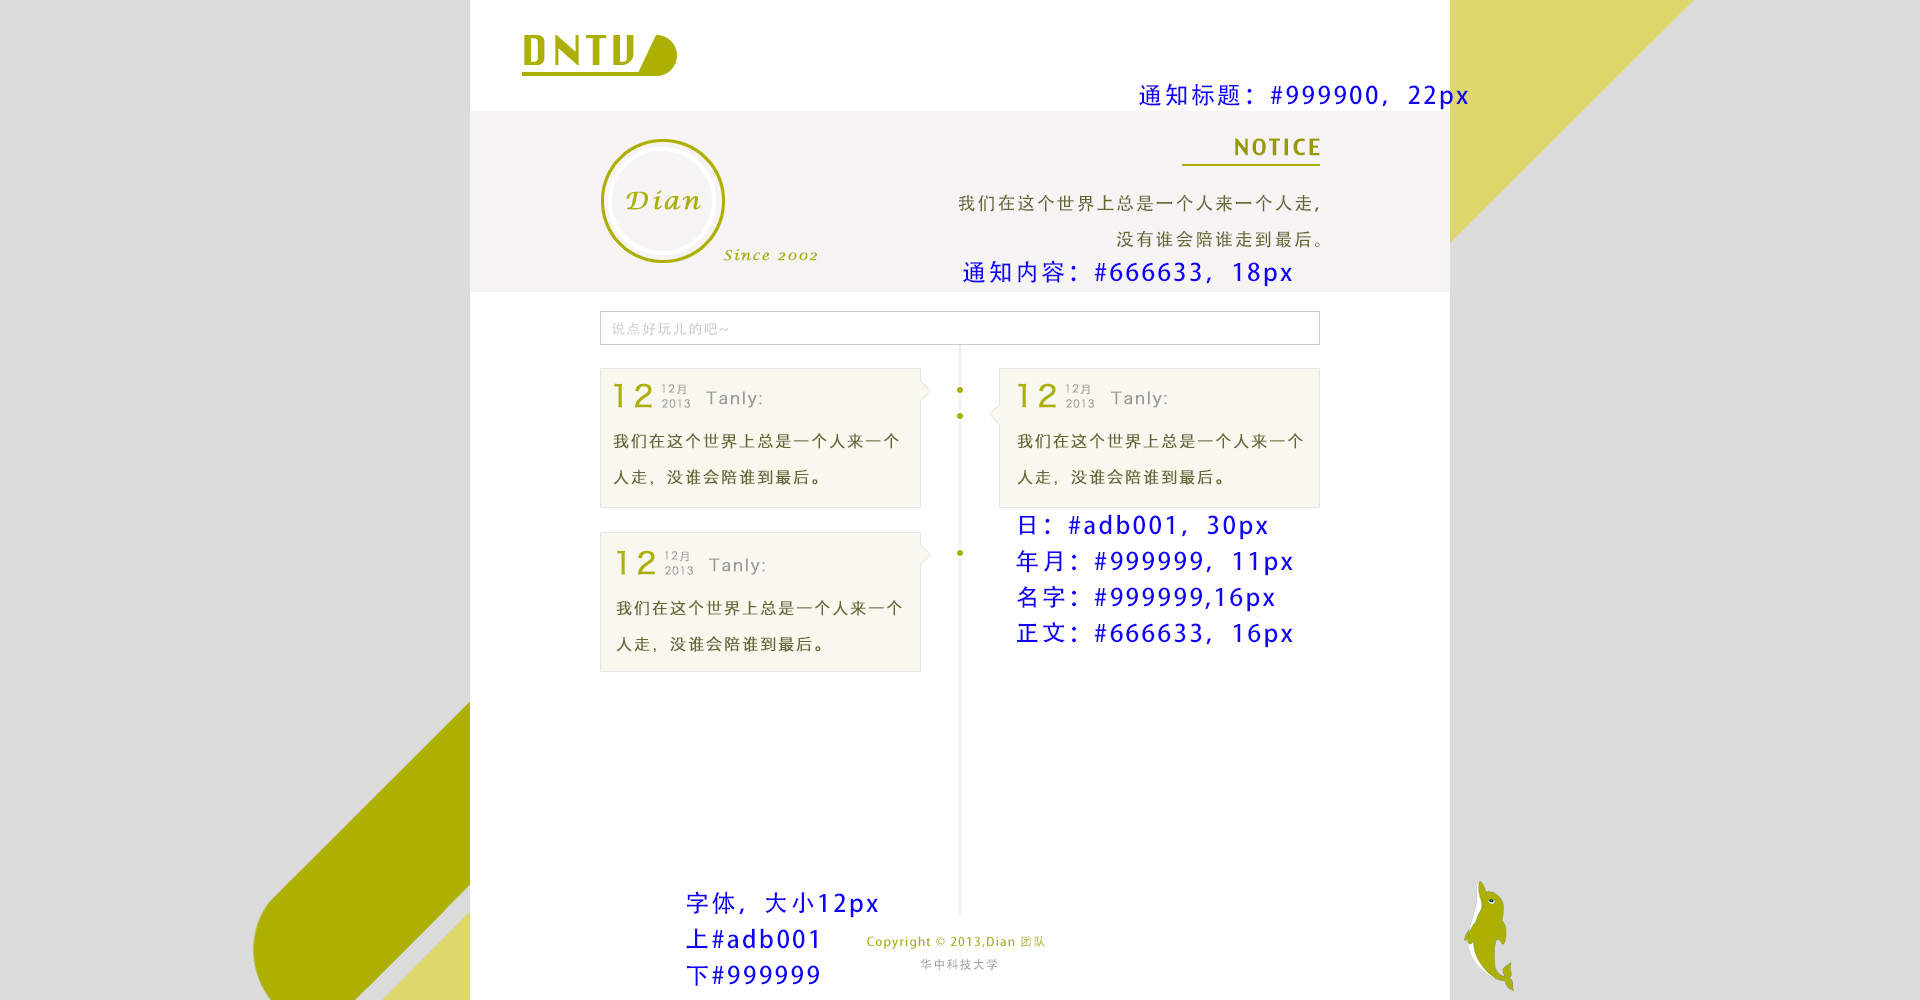 DNTU
通知标题：#999900，22px
NOTICE
Dian
Since 2002
我们在这个世界上总是一个人来一个人走，
没有谁会陪谁走到最后。
通知内容：#666633，18px
说点好玩儿的吧~
12 12月 2013 Tanly:
我们在这个世界上总是一个人来一个
人走，没谁会陪谁到最后。
12 12月 2013 Tanly:
我们在这个世界上总是一个人来一个
人走，没谁会陪谁到最后。
日：#adb001，30px
年月：#999999，11px
名字：#999999,16px
正文：#666633，16px
12 12月 2013 Tanly:
我们在这个世界上总是一个人来一个
人走，没谁会陪谁到最后。
字体，大小12px
上#adb001
下#999999
Copyright © 2013,Dian 团队
华中科技大学